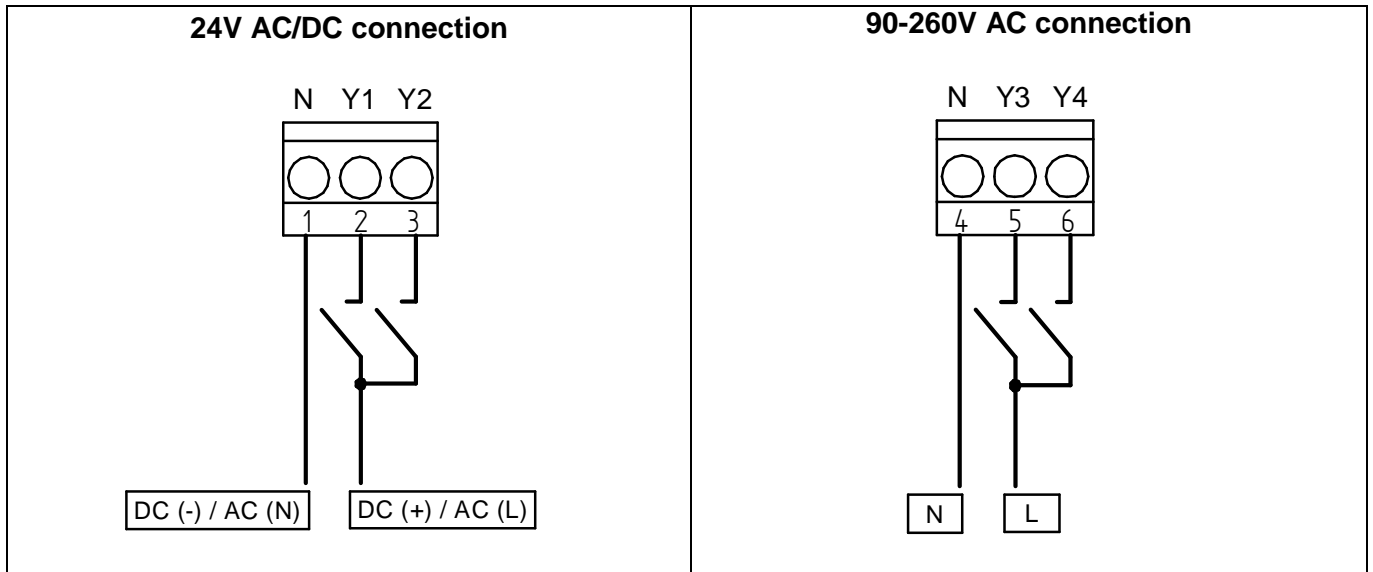 24V AC/DC connection
N Y1 Y2
1 2 3
DC (-) / AC (N) DC (+) / AC (L)
90-260V AC connection
N Y3 Y4
4 5 6
N L